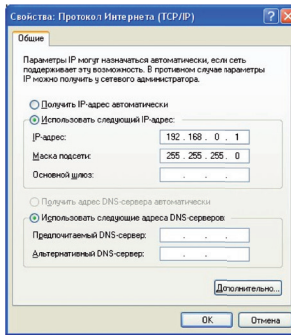 Свойства: Протокол Интернета (TCP/IP)
Общие
Параметры IP могут назначаться автоматически, если сеть
поддерживает эту возможность. В противном случае параметры
IP можно получить у сетевого администратора.
Получить IP-адрес автоматически
Использовать следующий IP-адрес:
IP-адрес: 192 . 168 . 0 . 1
Маска подсети: 255 . 255 . 255 . 0
Основной шлюз: . . .
Получить адрес DNS-сервера автоматически
Использовать следующие адреса DNS-серверов:
Предпочитаемый DNS-сервер: . . .
Альтернативный DNS-сервер: . . .
Дополнительно...
OK Отмена